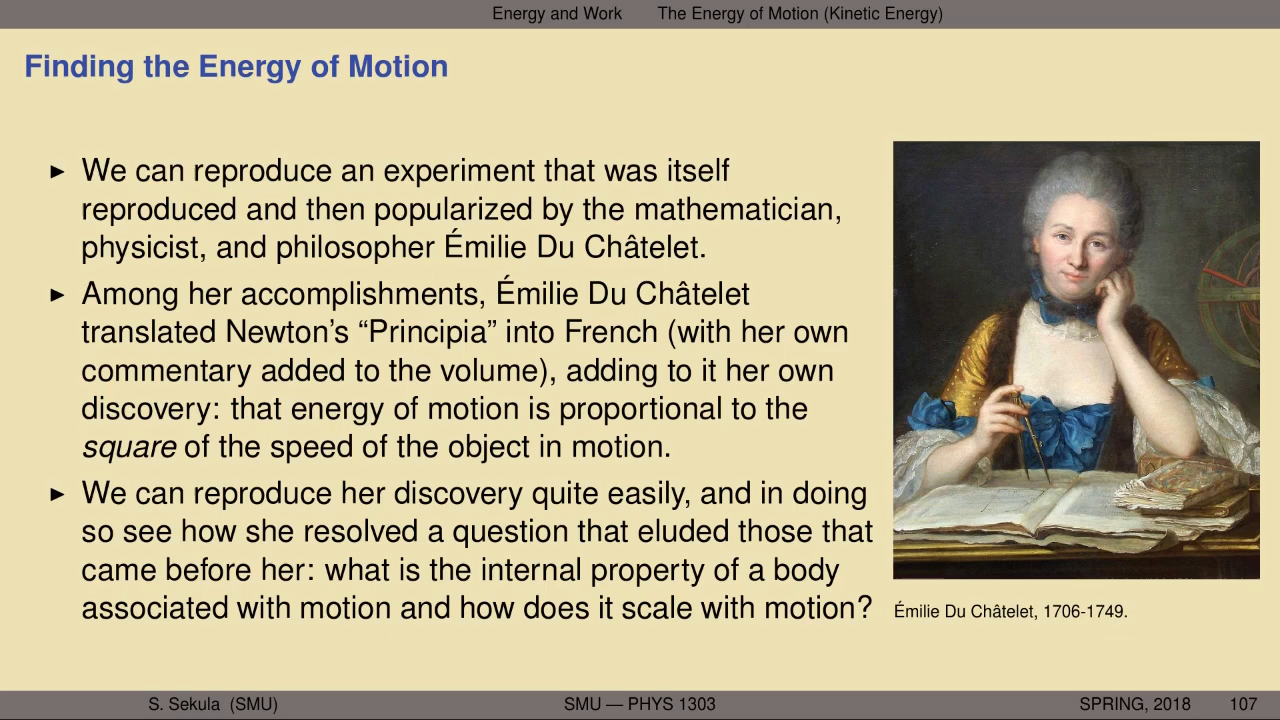 Energy and Work The Energy of Motion (Kinetic Energy)
Finding the Energy of Motion
► We can reproduce an experiment that was itself
reproduced and then popularized by the mathematician,
physicist, and philosopher Émilie Du Châtelet.
► Among her accomplishments, Émilie Du Châtelet
translated Newton’s “Principia” into French (with her own
commentary added to the volume), adding to it her own
discovery: that energy of motion is proportional to the
square of the speed of the object in motion.
► We can reproduce her discovery quite easily, and in doing
so see how she resolved a question that eluded those that
came before her: what is the internal property of a body
associated with motion and how does it scale with motion?
Émilie Du Châtelet, 1706-1749.
S. Sekula (SMU) SMU — PHYS 1303 SPRING, 2018 107